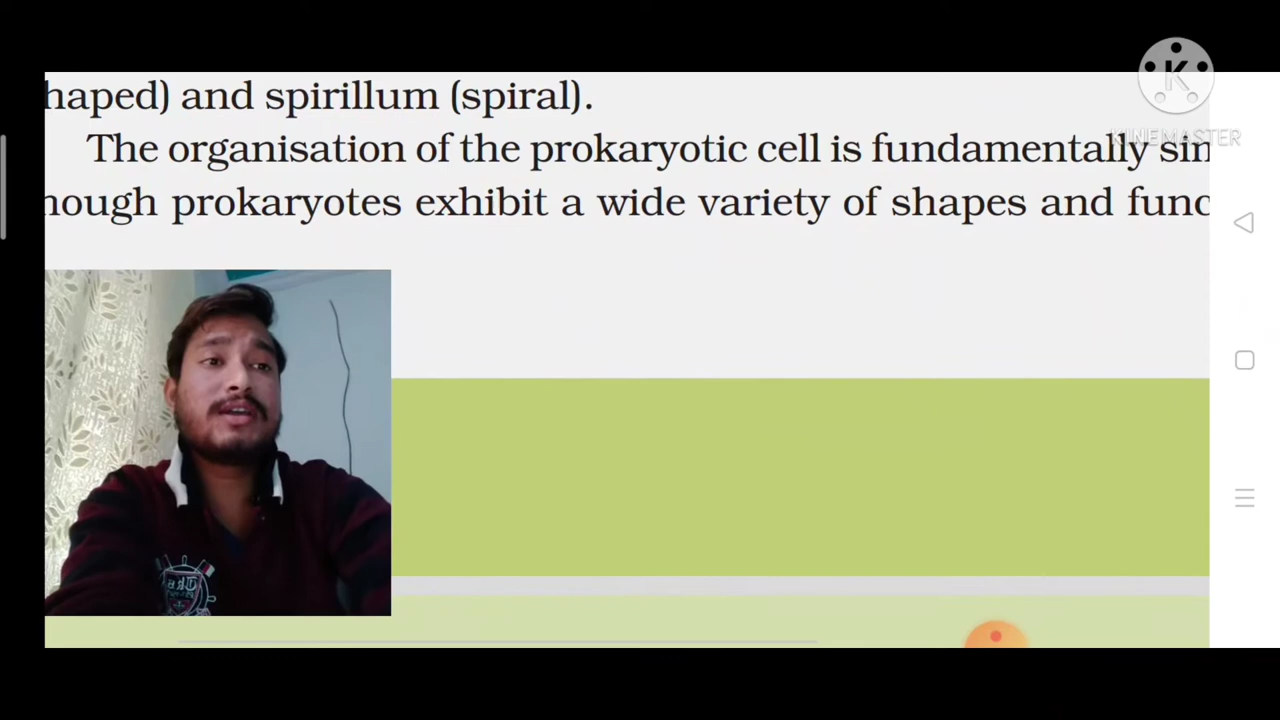 haped) and spirillum (spiral).
The organisation of the prokaryotic cell is fundamentally sin
hough prokaryotes exhibit a wide variety of shapes and func
KINEMASTER